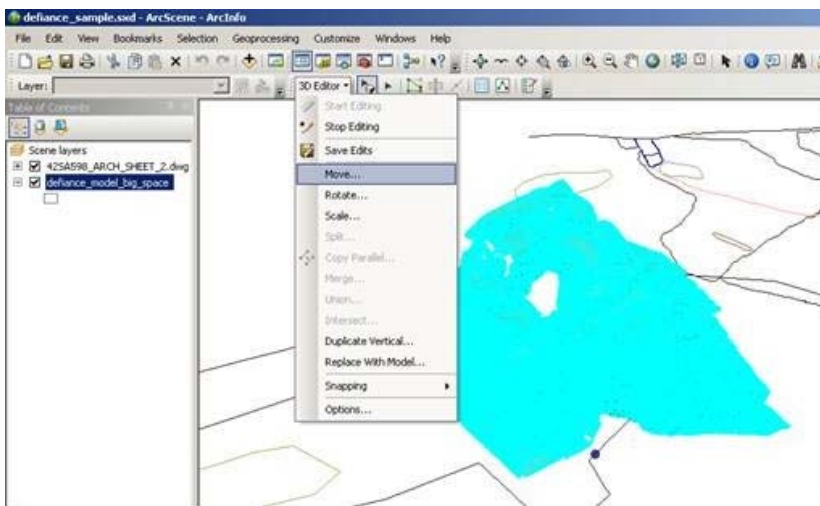 defiance_sample.sxd - ArcScene - ArcInfo
File Edit View Bookmarks Selection Geoprocessing Customize Windows Help
Layer:
3D Editor
Table of Contents
Scene layers
42SA598_ARCH_SHEET_2.dwg
defiance_model_big_space
Start Editing
Stop Editing
Save Edits
Move...
Rotate...
Scale...
Split...
Copy Parallel...
Merge...
Union...
Intersect...
Duplicate Vertical...
Replace With Model...
Snapping
Options...